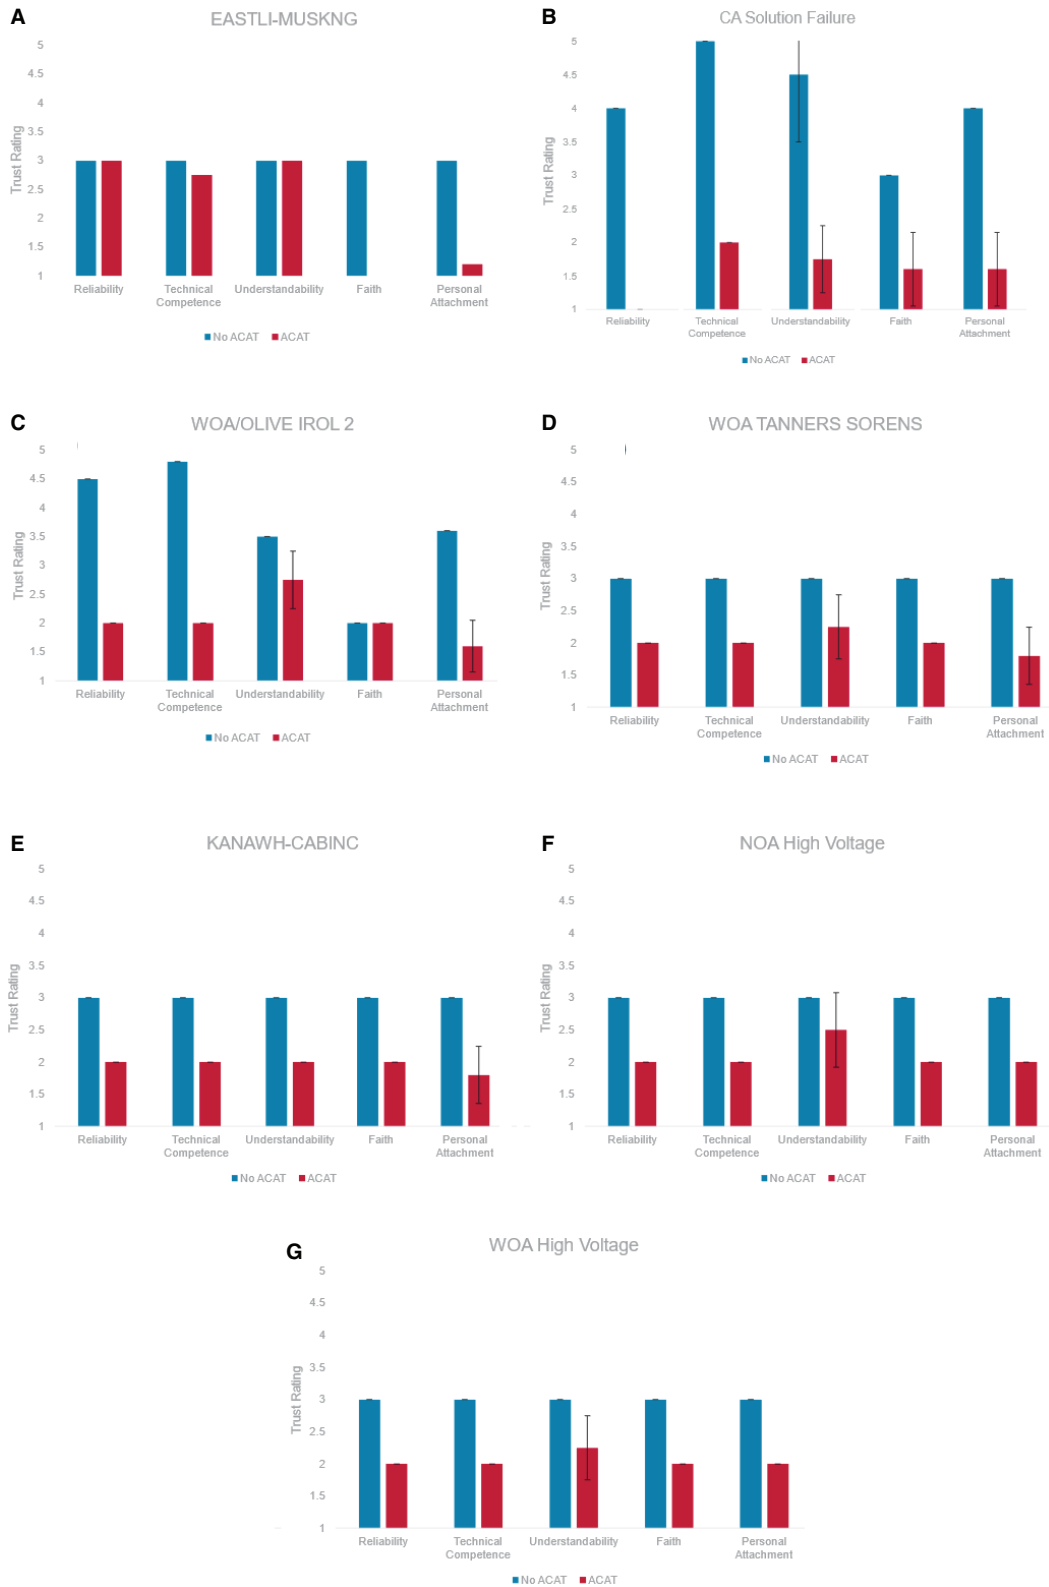 A
EASTLI-MUSKNG
5
4.5
4
3.5
3
2.5
2
1.5
1
Trust Rating
Reliability
Technical
Competence
Understandability
Faith
Personal
Attachment
No ACAT
ACAT
B
CA Solution Failure
5
4.5
4
3.5
3
2.5
2
1.5
1
Trust Rating
Reliability
Technical
Competence
Understandability
Faith
Personal
Attachment
No ACAT
ACAT
C
WOA/OLIVE IROL 2
5
4.5
4
3.5
3
2.5
2
1.5
1
Trust Rating
Reliability
Technical
Competence
Understandability
Faith
Personal
Attachment
No ACAT
ACAT
D
WOA TANNERS SORENS
5
4.5
4
3.5
3
2.5
2
1.5
1
Trust Rating
Reliability
Technical
Competence
Understandability
Faith
Personal
Attachment
No ACAT
ACAT
E
KANAWH-CABINC
5
4.5
4
3.5
3
2.5
2
1.5
1
Trust Rating
Reliability
Technical
Competence
Understandability
Faith
Personal
Attachment
No ACAT
ACAT
F
NOA High Voltage
5
4.5
4
3.5
3
2.5
2
1.5
1
Trust Rating
Reliability
Technical
Competence
Understandability
Faith
Personal
Attachment
No ACAT
ACAT
G
WOA High Voltage
5
4.5
4
3.5
3
2.5
2
1.5
1
Trust Rating
Reliability
Technical
Competence
Understandability
Faith
Personal
Attachment
No ACAT
ACAT